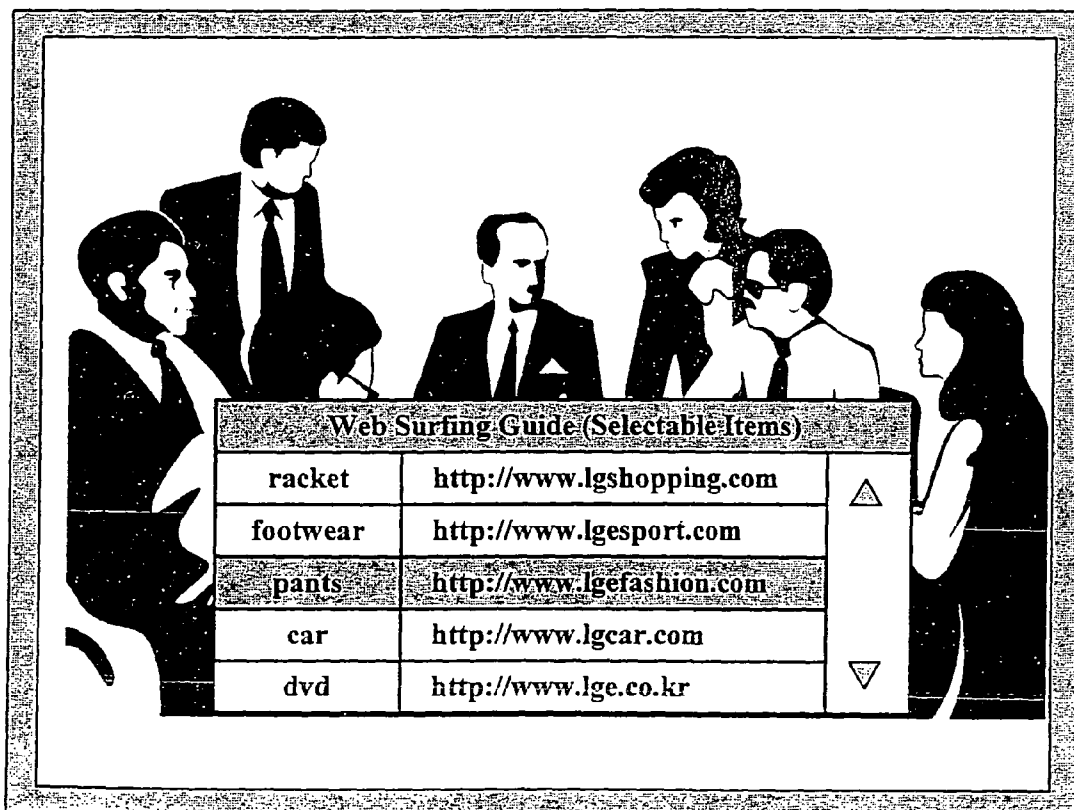 Web Surfing Guide (Selectable Items)
racket http://www.lgshopping.com
footwear http://www.lgesport.com
pants http://www.lgefashion.com
car http://www.lgcar.com
dvd http://www.lge.co.kr